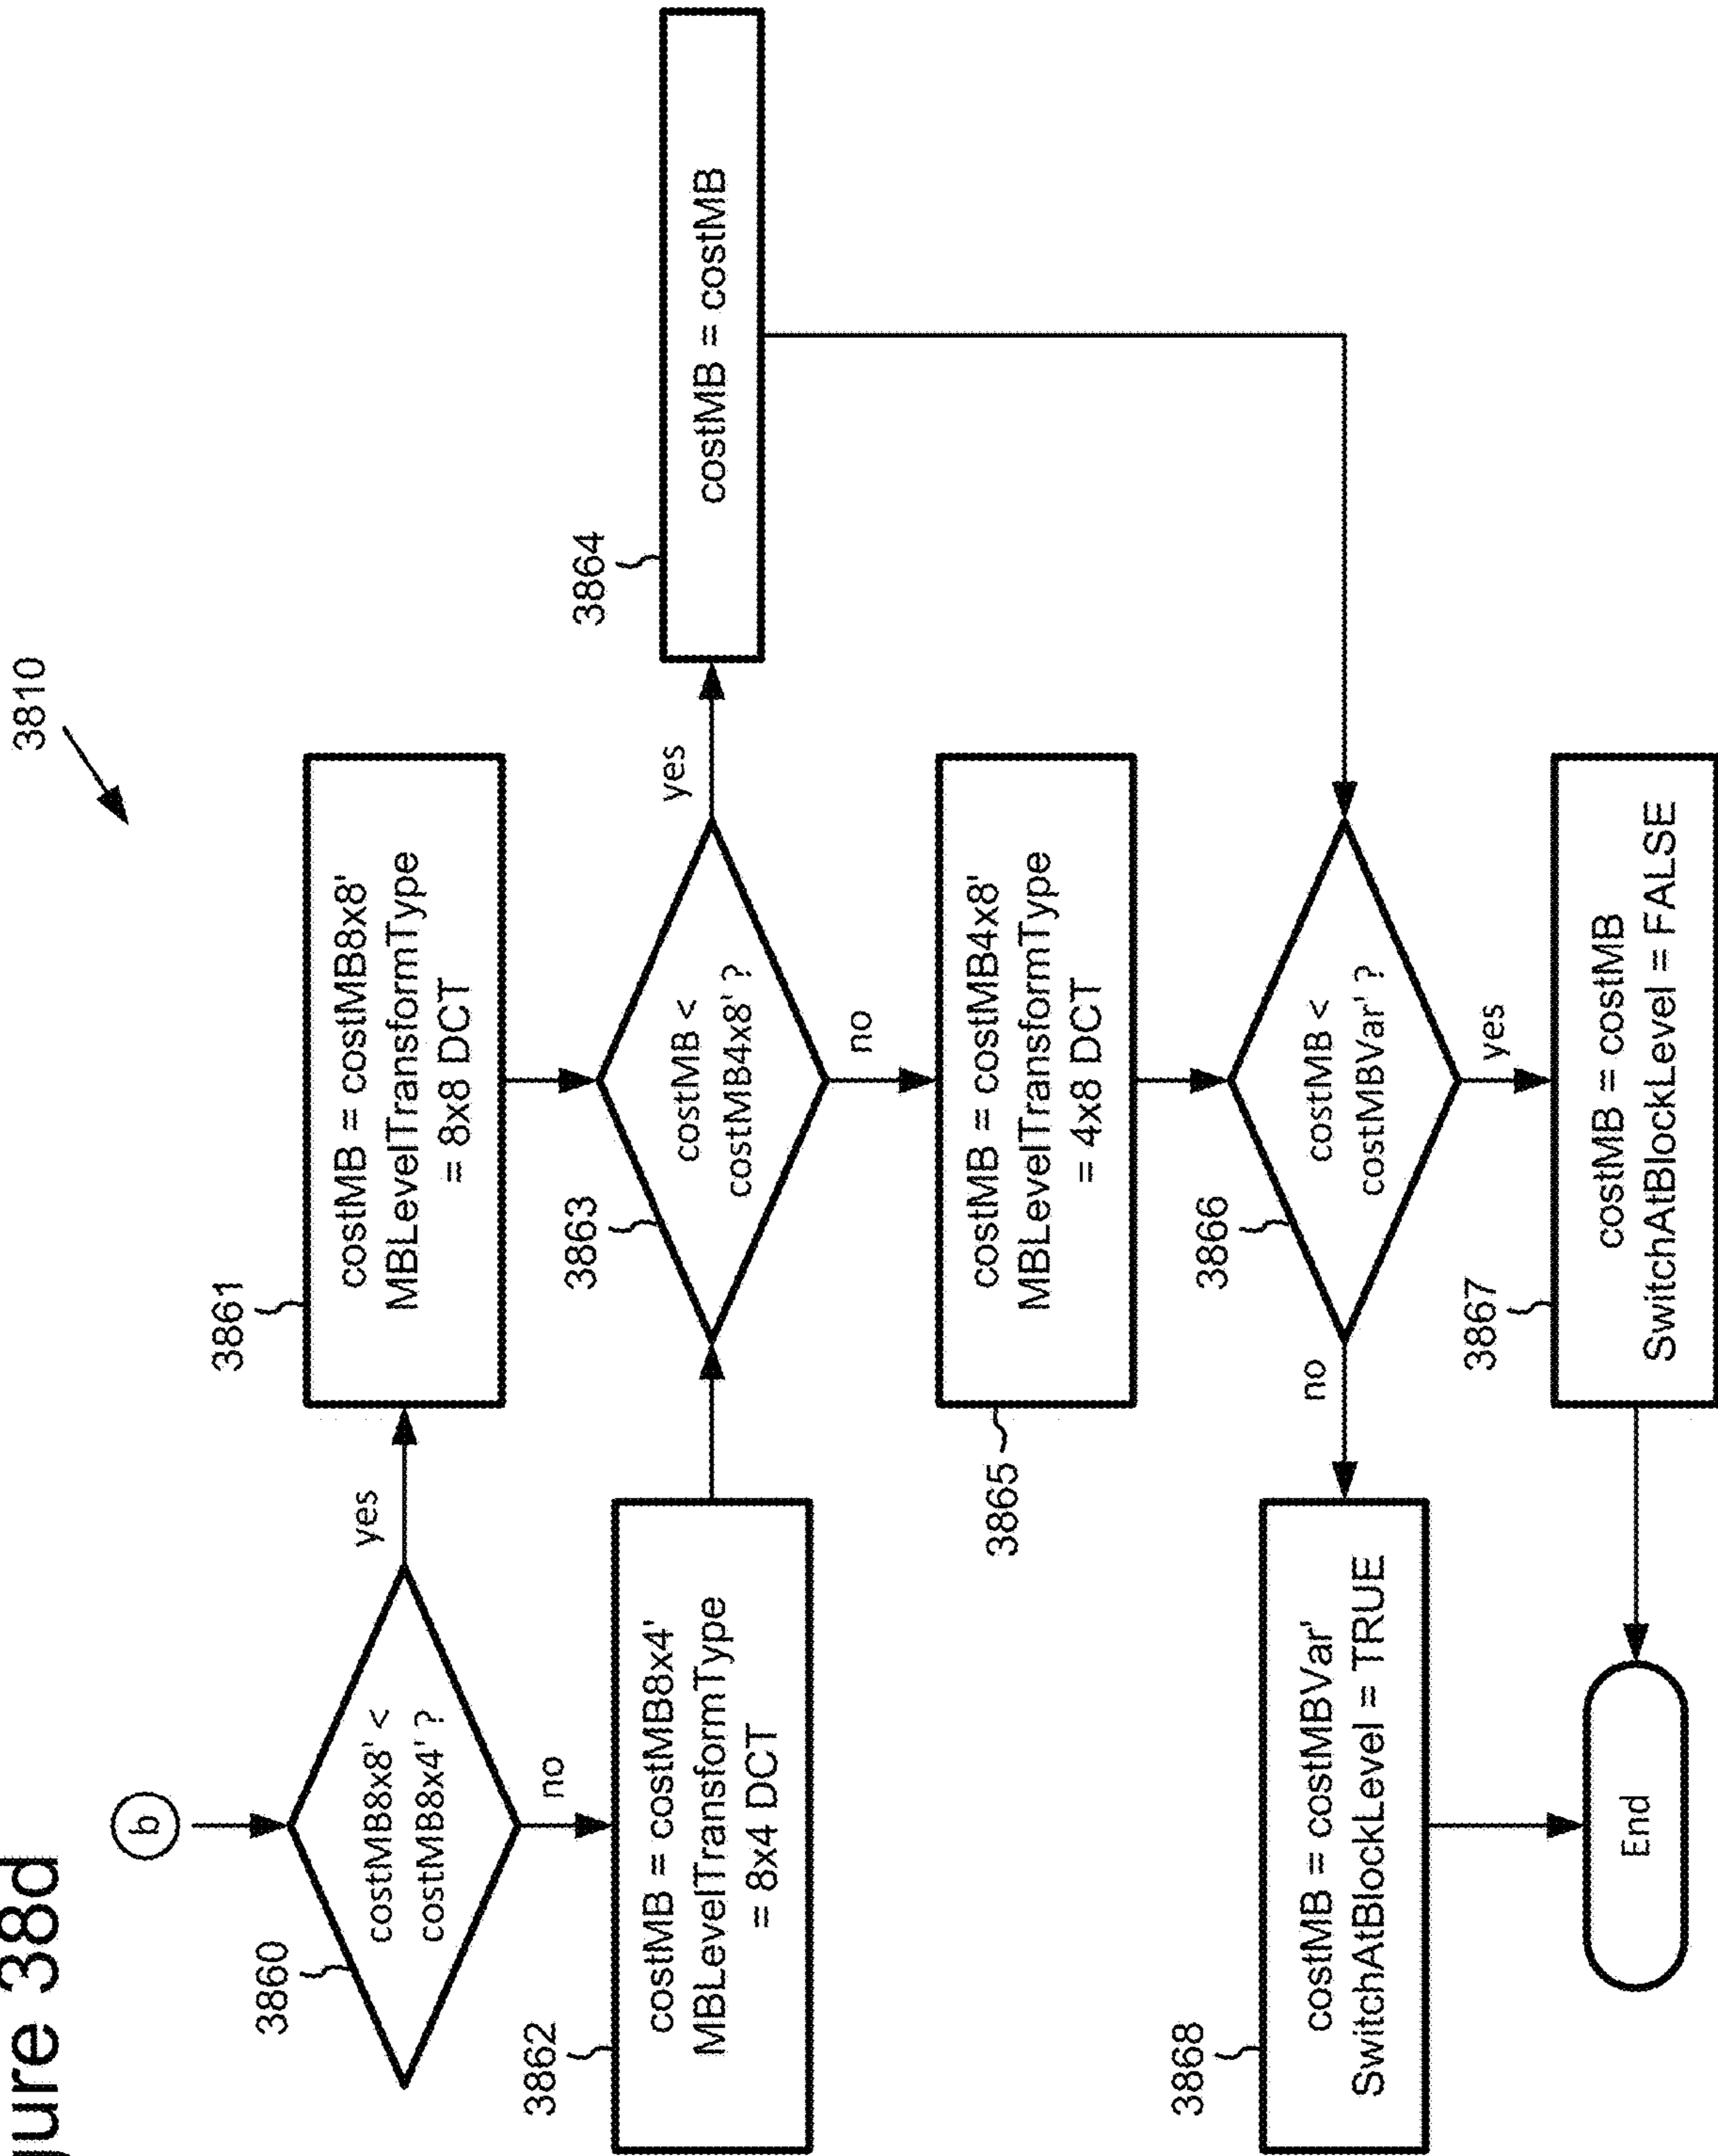 ure 38d
3810
b
3860
costMB8x8' <
costMB8x4' ?
yes
no
3861
costMB = costMB8x8'
MBLevelTransformType
= 8x8 DCT
3862
costMB = costMB8x4'
MBLevelTransformType
= 8x4 DCT
3863
costMB <
costMB4x8' ?
yes
no
3864
costMB = costMB
3865
costMB = costMB4x8'
MBLevelTransformType
= 4x8 DCT
3866
costMB <
costMBVar' ?
no
yes
3868
costMB = costMBVar'
SwitchAtBlockLevel = TRUE
3867
costMB = costMB
SwitchAtBlockLevel = FALSE
End